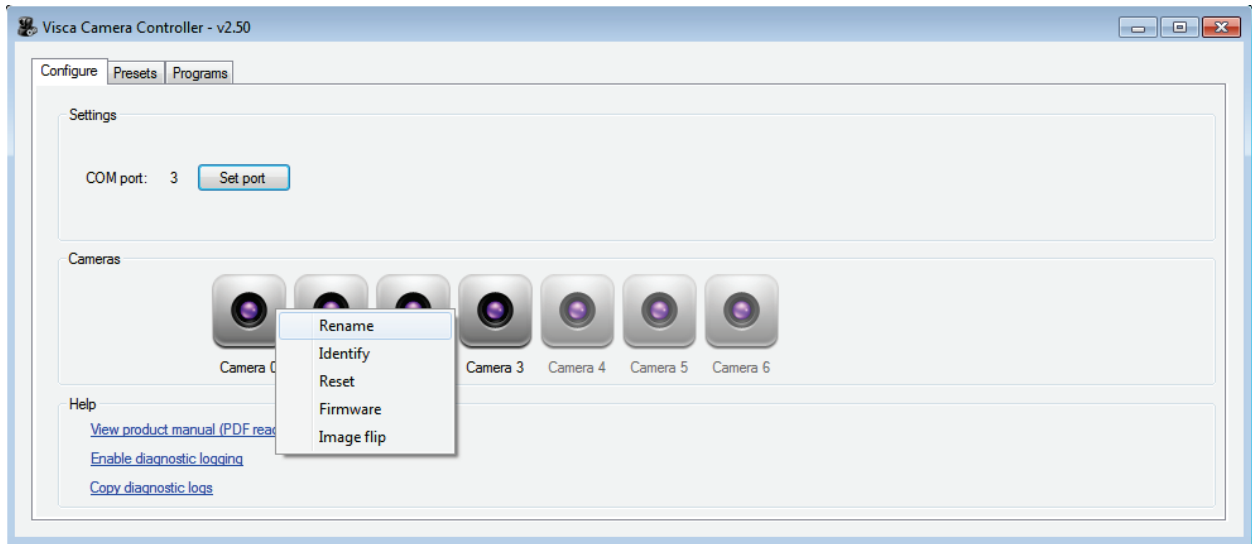 Visca Camera Controller - v2.50
Configure Presets Programs
Settings
COM port: 3 Set port
Cameras
Rename
Identify
Reset
Firmware
Image flip
Camera Camera 3 Camera 4 Camera 5 Camera 6
Help
View product manual (PDF
Enable diagnostic logging
Copy diagnostic logs